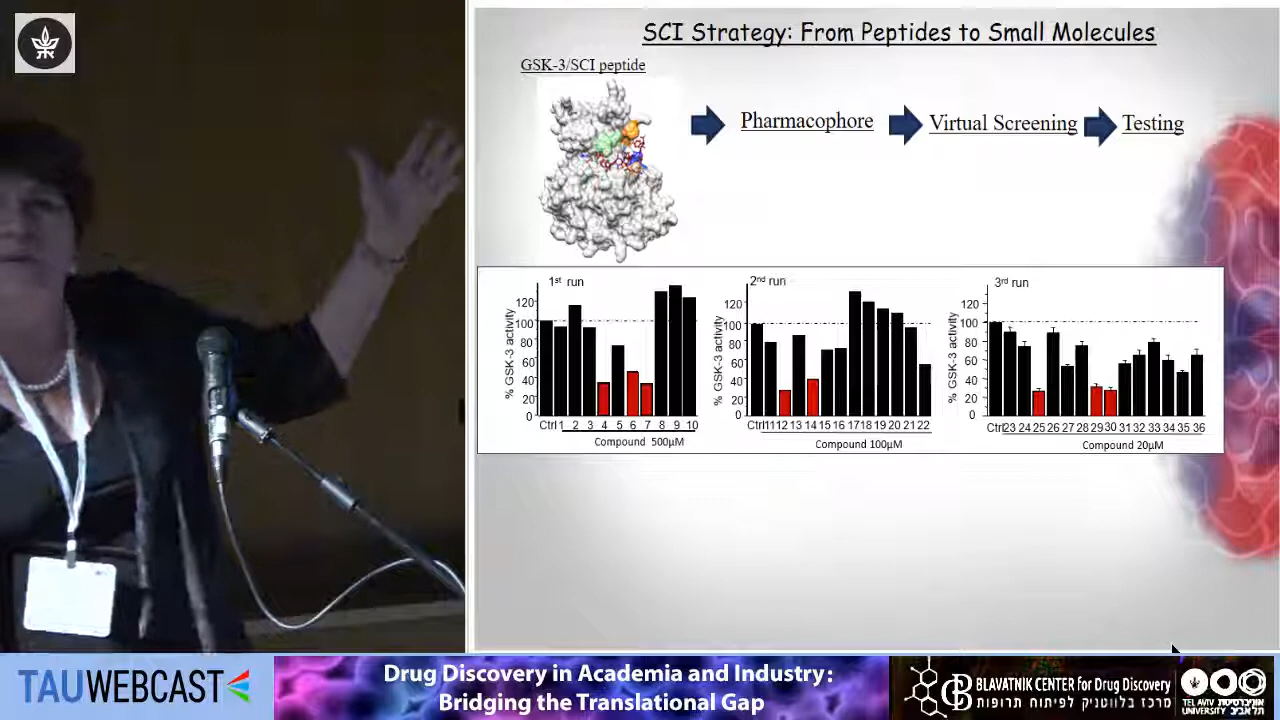 SCI Strategy: From Peptides to Small Molecules
GSK-3/SCI peptide
Pharmacophore
Virtual Screening
Testing
1st run
% GSK-3 activity
120
100
80
60
40
20
0
Ctrl 1 2 3 4 5 6 7 8 9 10
Compound 500µM
2nd run
% GSK-3 activity
120
100
80
60
40
20
0
Ctrl 11 12 13 14 15 16 17 18 19 20 21 22
Compound 100µM
3rd run
% GSK-3 activity
120
100
80
60
40
20
0
Ctrl 23 24 25 26 27 28 29 30 31 32 33 34 35 36
Compound 20µM
TAUWEBCAST
Drug Discovery in Academia and Industry:
Bridging the Translational Gap
BLAVATNIK CENTER for Drug Discovery
מרכז בלווטניק לפיתוח תרופות
TEL AVIV אוניברסיטת
UNIVERSITY תל אביב